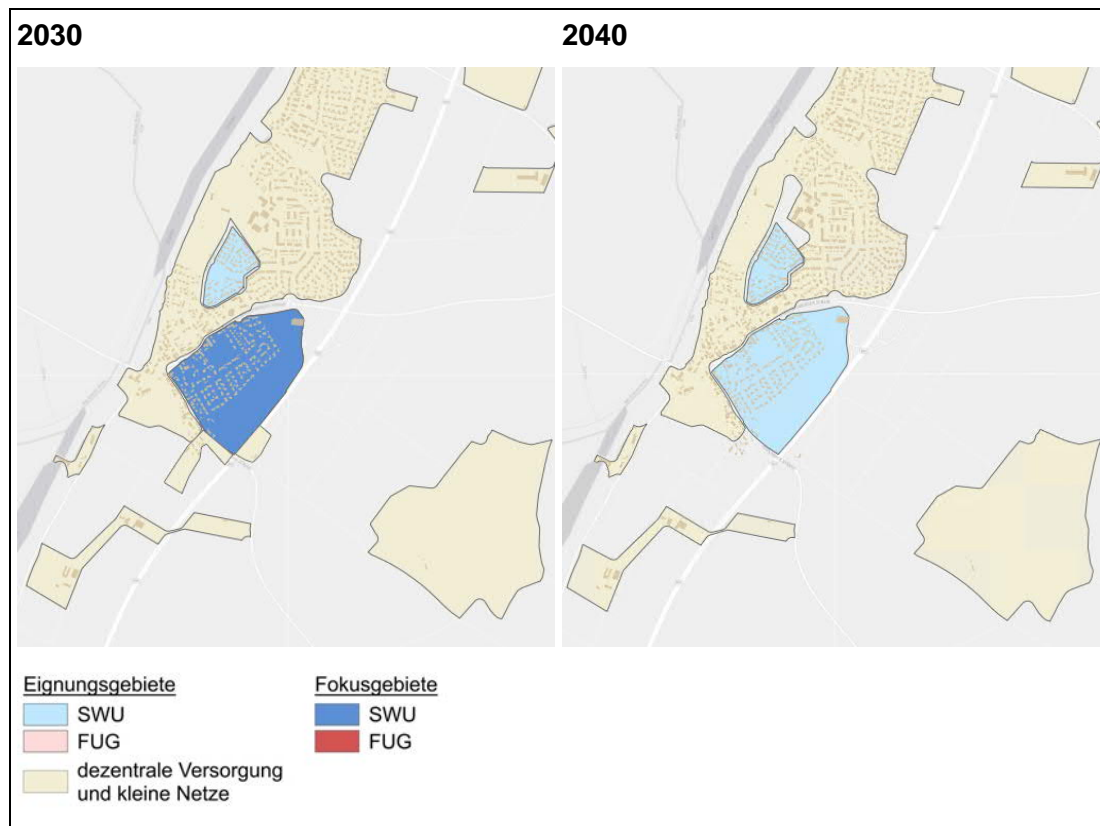 2030
2040
Eignungsgebiete
SWU
FUG
dezentrale Versorgung
und kleine Netze
Fokusgebiete
SWU
FUG